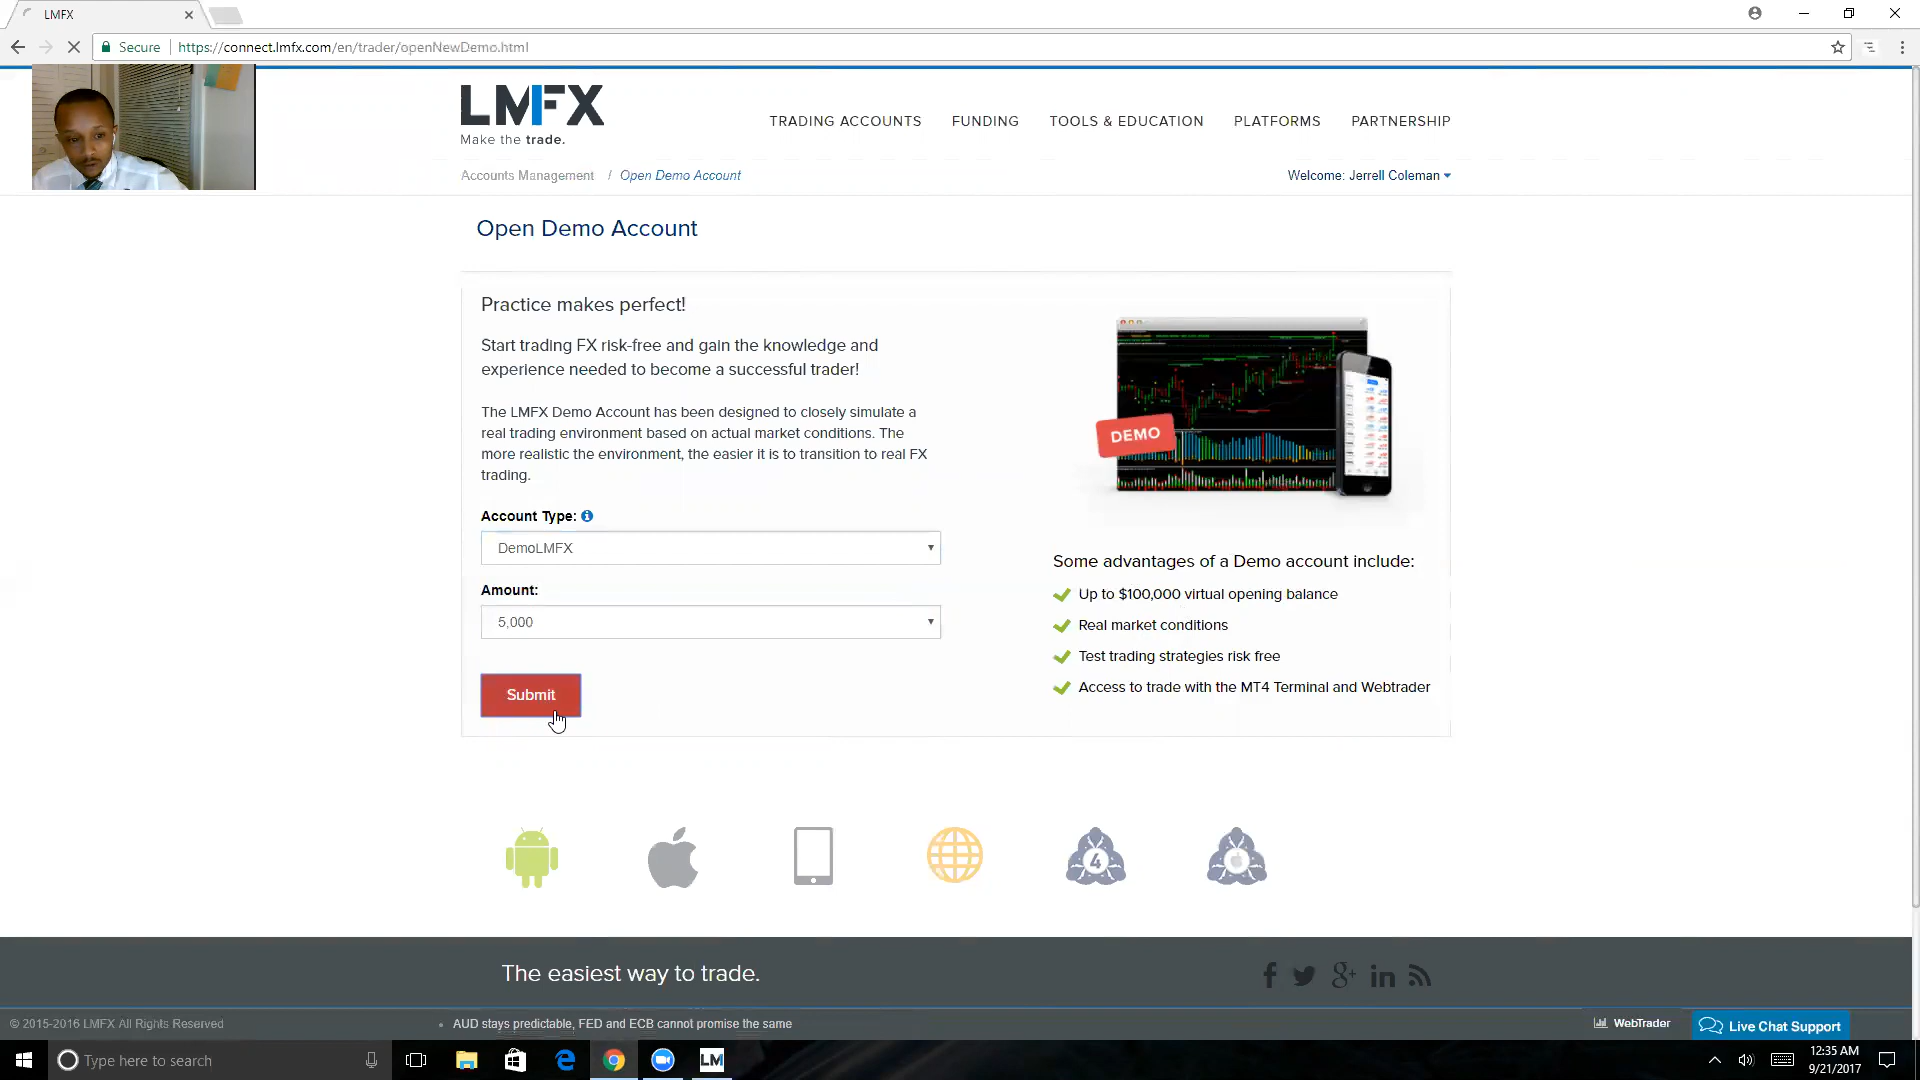 LMFX
Secure
https://connect.lmfx.com/en/trader/openNewDemo.html
LMFX
Make the trade.
TRADING ACCOUNTS
FUNDING
TOOLS & EDUCATION
PLATFORMS
PARTNERSHIP
Accounts Management / Open Demo Account
Welcome: Jerrell Coleman
Open Demo Account
Practice makes perfect!
Start trading FX risk-free and gain the knowledge and
experience needed to become a successful trader!
The LMFX Demo Account has been designed to closely simulate a
real trading environment based on actual market conditions. The
more realistic the environment, the easier it is to transition to real FX
trading.
Account Type:
DemoLMFX
Amount:
5,000
Submit
DEMO
Some advantages of a Demo account include:
Up to $100,000 virtual opening balance
Real market conditions
Test trading strategies risk free
Access to trade with the MT4 Terminal and Webtrader
4
The easiest way to trade.
© 2015-2016 LMFX All Rights Reserved
AUD stays predictable, FED and ECB cannot promise the same
WebTrader
Live Chat Support
Type here to search
LM
12:35 AM
9/21/2017